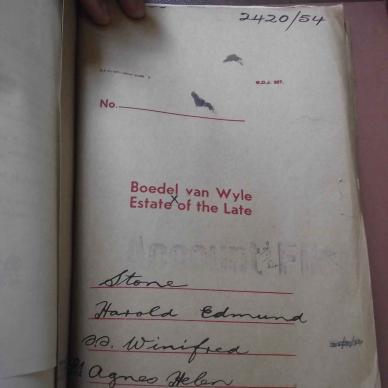 2420/54
No.
Boedel van Wyle
Estate of the Late
x
Stone
Harold Edmund
s.s. Winifred
Agnes Helen